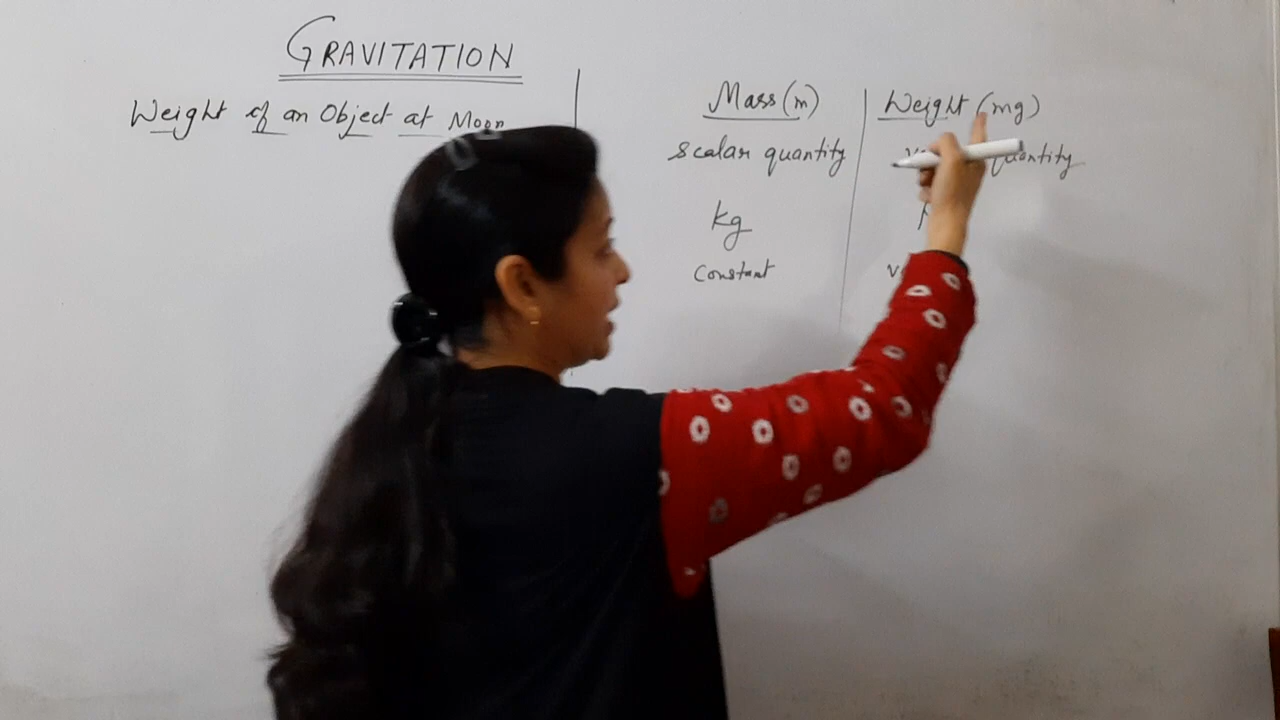 GRAVITATION
Weight of an Object at Moon
Mass (m)
Weight (mg)
scalar quantity
quantity
kg
constant